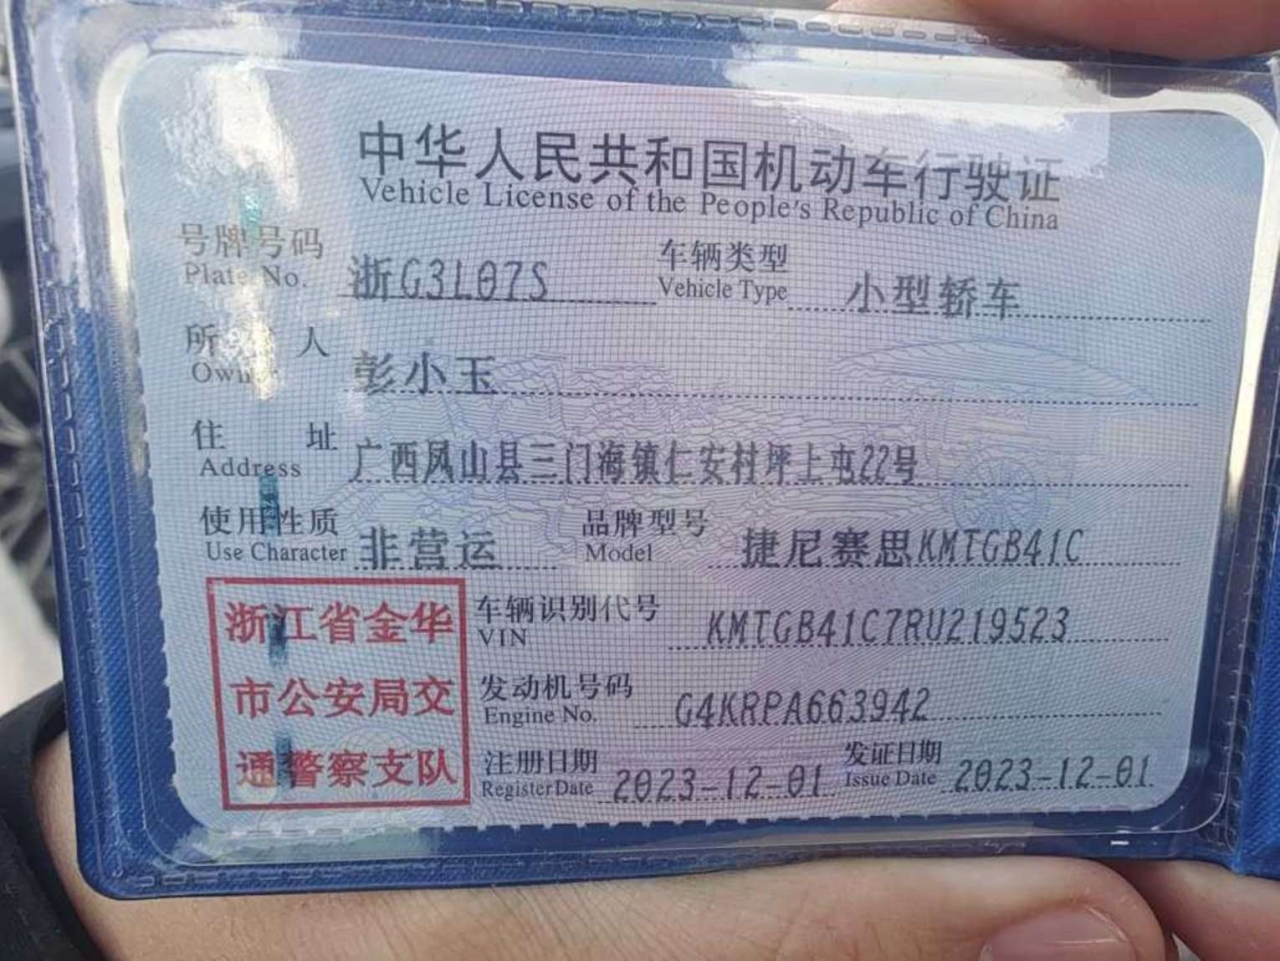 中华人民共和国机动车行驶证
Vehicle License of the People's Republic of China
号牌号码 浙G3L07S 车辆类型 小型轿车
Plate No. Vehicle Type
所 人 彭小玉
Owner
住 址 广西凤山县三门海镇仁安村坪上屯22号
Address
使用性质 非营运 品牌型号 捷尼赛思KMTGB41C
Use Character Model
浙江省金华
市公安局交
通警察支队
车辆识别代号 KMTGB41C7RU219523
VIN
发动机号码 G4KRPA663942
Engine No.
注册日期 2023-12-01 发证日期 2023-12-01
Register Date Issue Date